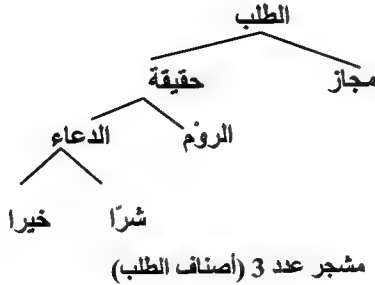 الطلب
مجاز حقيقة
الروْم الدعاء
شرّا خيرا
مشجر عدد 3 (أصناف الطلب)